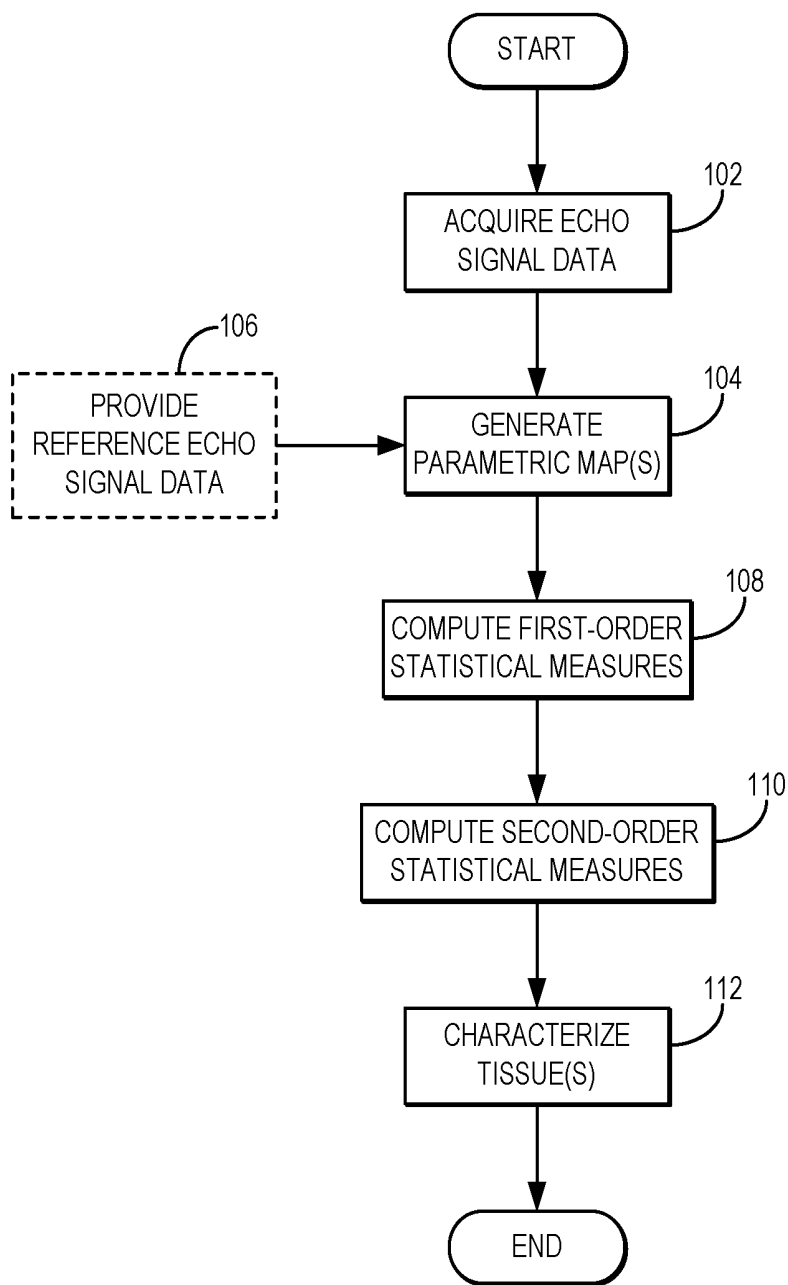 START
102
ACQUIRE ECHO
SIGNAL DATA
106
PROVIDE
REFERENCE ECHO
SIGNAL DATA
104
GENERATE
PARAMETRIC MAP(S)
108
COMPUTE FIRST-ORDER
STATISTICAL MEASURES
110
COMPUTE SECOND-ORDER
STATISTICAL MEASURES
112
CHARACTERIZE
TISSUE(S)
END